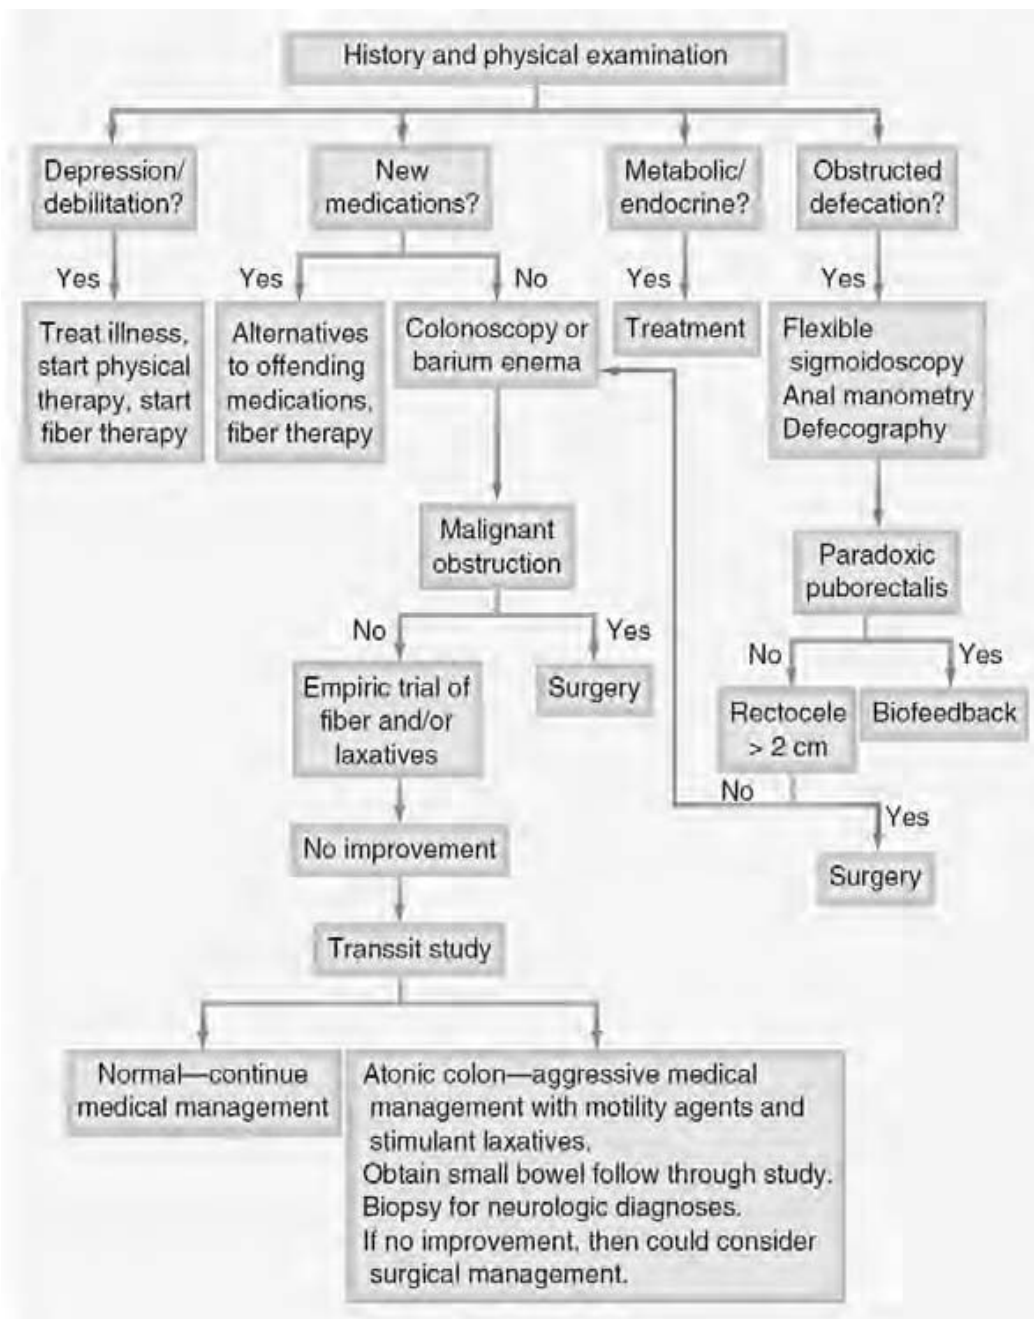 History and physical examination
Depression/
debilitation?
New
medications?
Metabolic/
endocrine?
Obstructed
defecation?
Yes
Yes
No
Yes
Yes
Treat illness,
start physical
therapy, start
fiber therapy
Alternatives
to offending
medications,
fiber therapy
Colonoscopy or
barium enema
Treatment
Flexible
sigmoidoscopy
Anal manometry
Defecography
Malignant
obstruction
Paradoxic
puborectalis
No
Yes
No
Yes
Empiric trial of
fiber and/or
laxatives
Surgery
Rectocele
> 2 cm
Biofeedback
No
Yes
No improvement
Surgery
Transsit study
Normal—continue
medical management
Atonic colon—aggressive medical
management with motility agents and
stimulant laxatives.
Obtain small bowel follow through study.
Biopsy for neurologic diagnoses.
If no improvement, then could consider
surgical management.